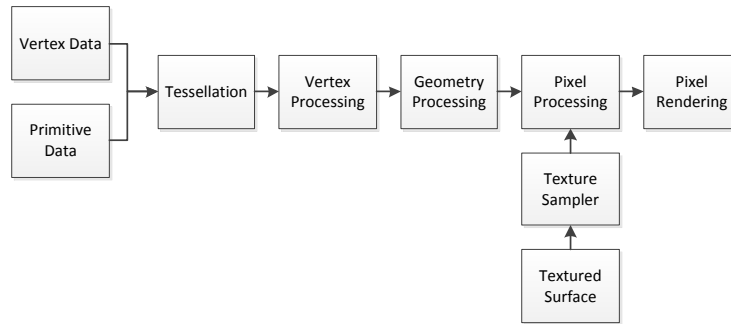 Vertex Data
Primitive
Data
Tessellation
Vertex
Processing
Geometry
Processing
Pixel
Processing
Pixel
Rendering
Texture
Sampler
Textured
Surface